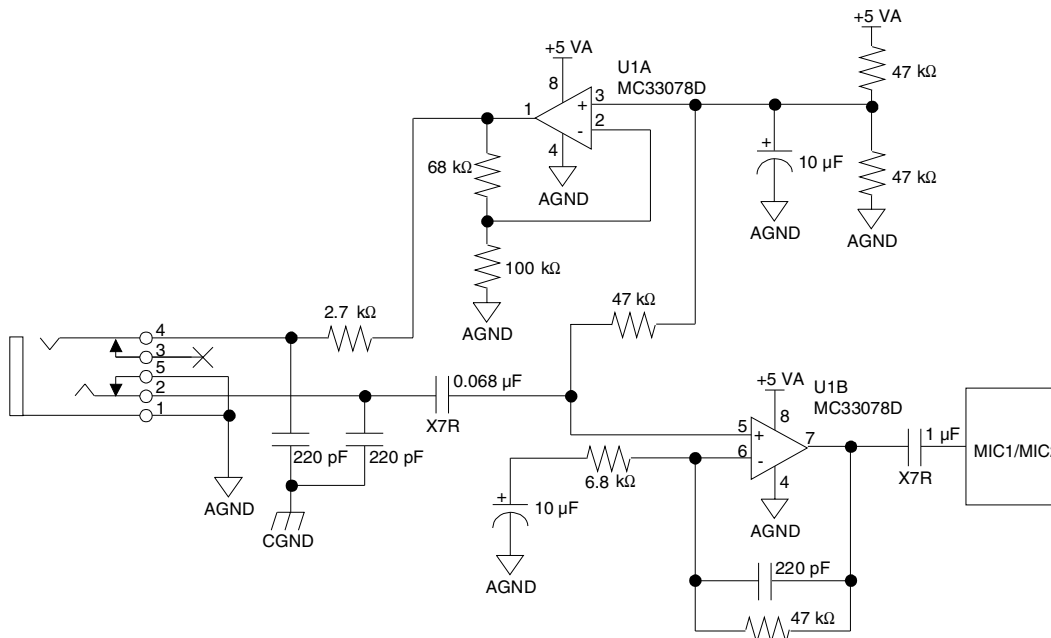 +5 VA
47 kΩ
+5 VA
U1A
MC33078D
8
1
3
+
2
-
4
AGND
+
10 µF
AGND
47 kΩ
AGND
68 kΩ
100 kΩ
AGND
2.7 kΩ
47 kΩ
4
3
5
2
1
0.068 µF
X7R
220 pF
220 pF
AGND
CGND
+5 VA
U1B
MC33078D
8
5
+
7
6
-
4
AGND
6.8 kΩ
+
10 µF
AGND
1 µF
X7R
MIC1/MIC2
220 pF
47 kΩ